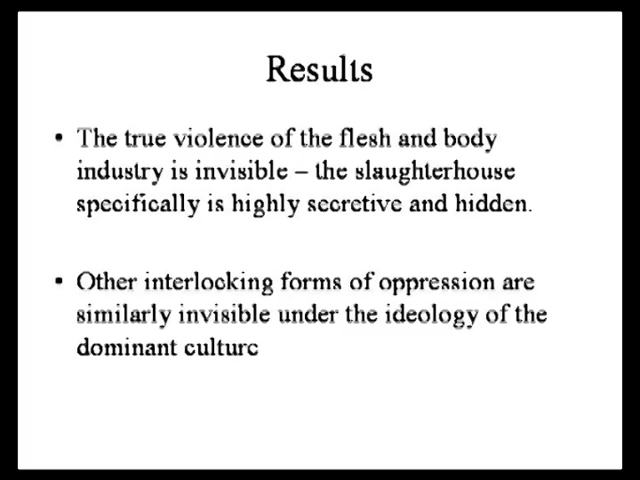 Results
• The true violence of the flesh and body
industry is invisible – the slaughterhouse
specifically is highly secretive and hidden.
• Other interlocking forms of oppression are
similarly invisible under the ideology of the
dominant culture